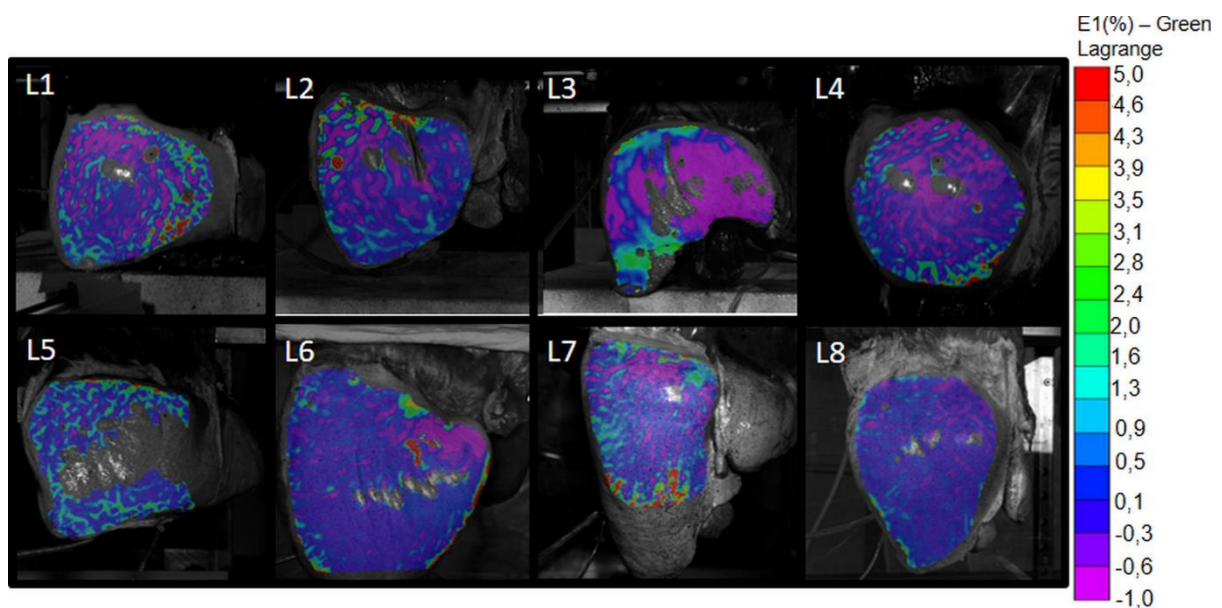 E1(%) – Green
Lagrange
L1
L2
L3
L4
5,0
4,6
4,3
3,9
3,5
3,1
2,8
2,4
2,0
1,6
1,3
0,9
0,5
0,1
-0,3
-0,6
-1,0
L5
L6
L7
L8